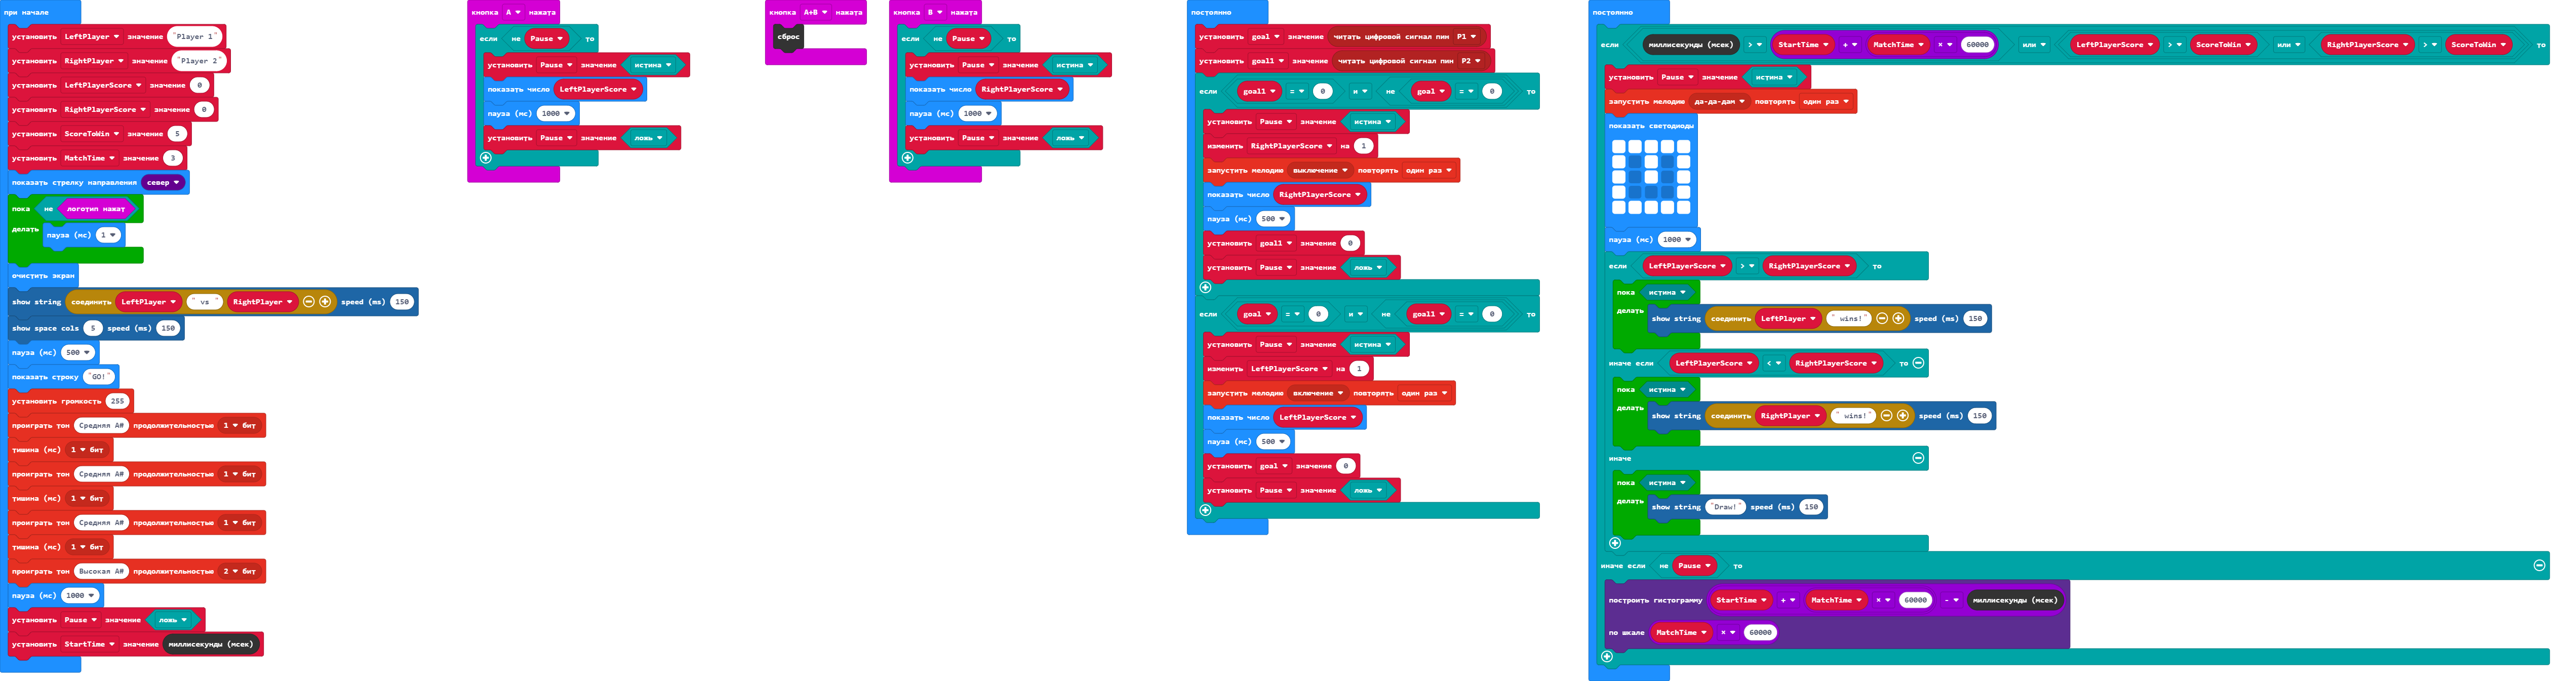 при начале
установить LeftPlayer значение "Player 1"
установить RightPlayer значение "Player 2"
установить LeftPlayerScore значение 0
установить RightPlayerScore значение 0
установить ScoreToWin значение 5
установить MatchTime значение 3
показать стрелку направления север
пока не логотип нажат
делать пауза (мс) 1
очистить экран
show string соединить LeftPlayer " vs " RightPlayer speed (ms) 150
show space cols 5 speed (ms) 150
пауза (мс) 500
показать строку "GO!"
установить громкость 255
проиграть тон Средняя A# продолжительностью 1 бит
тишина (мс) 1 бит
проиграть тон Средняя A# продолжительностью 1 бит
тишина (мс) 1 бит
проиграть тон Средняя A# продолжительностью 1 бит
тишина (мс) 1 бит
проиграть тон Высокая A# продолжительностью 2 бит
пауза (мс) 1000
установить Pause значение ложь
установить StartTime значение миллисекунды (мсек)
кнопка A нажата
если не Pause то
установить Pause значение истина
показать число LeftPlayerScore
пауза (мс) 1000
установить Pause значение ложь
кнопка A+B нажата
сброс
кнопка B нажата
если не Pause то
установить Pause значение истина
показать число RightPlayerScore
пауза (мс) 1000
установить Pause значение ложь
постоянно
установить goal значение читать цифровой сигнал пин P1
установить goal1 значение читать цифровой сигнал пин P2
если goal1 = 0 и не goal = 0 то
установить Pause значение истина
изменить RightPlayerScore на 1
запустить мелодию выключение повторять один раз
показать число RightPlayerScore
пауза (мс) 500
установить goal1 значение 0
установить Pause значение ложь
если goal = 0 и не goal1 = 0 то
установить Pause значение истина
изменить LeftPlayerScore на 1
запустить мелодию включение повторять один раз
показать число LeftPlayerScore
пауза (мс) 500
установить goal значение 0
установить Pause значение ложь
постоянно
если миллисекунды (мсек) > StartTime + MatchTime × 60000 или LeftPlayerScore > ScoreToWin или RightPlayerScore > ScoreToWin то
установить Pause значение истина
запустить мелодию да-да-дам повторять один раз
показать светодиоды
пауза (мс) 1000
если LeftPlayerScore > RightPlayerScore то
пока истина
делать show string соединить LeftPlayer " wins!" speed (ms) 150
иначе если LeftPlayerScore < RightPlayerScore то
пока истина
делать show string соединить RightPlayer " wins!" speed (ms) 150
иначе
пока истина
делать show string "Draw!" speed (ms) 150
иначе если не Pause то
построить гистограмму StartTime + MatchTime × 60000 - миллисекунды (мсек)
по шкале MatchTime × 60000